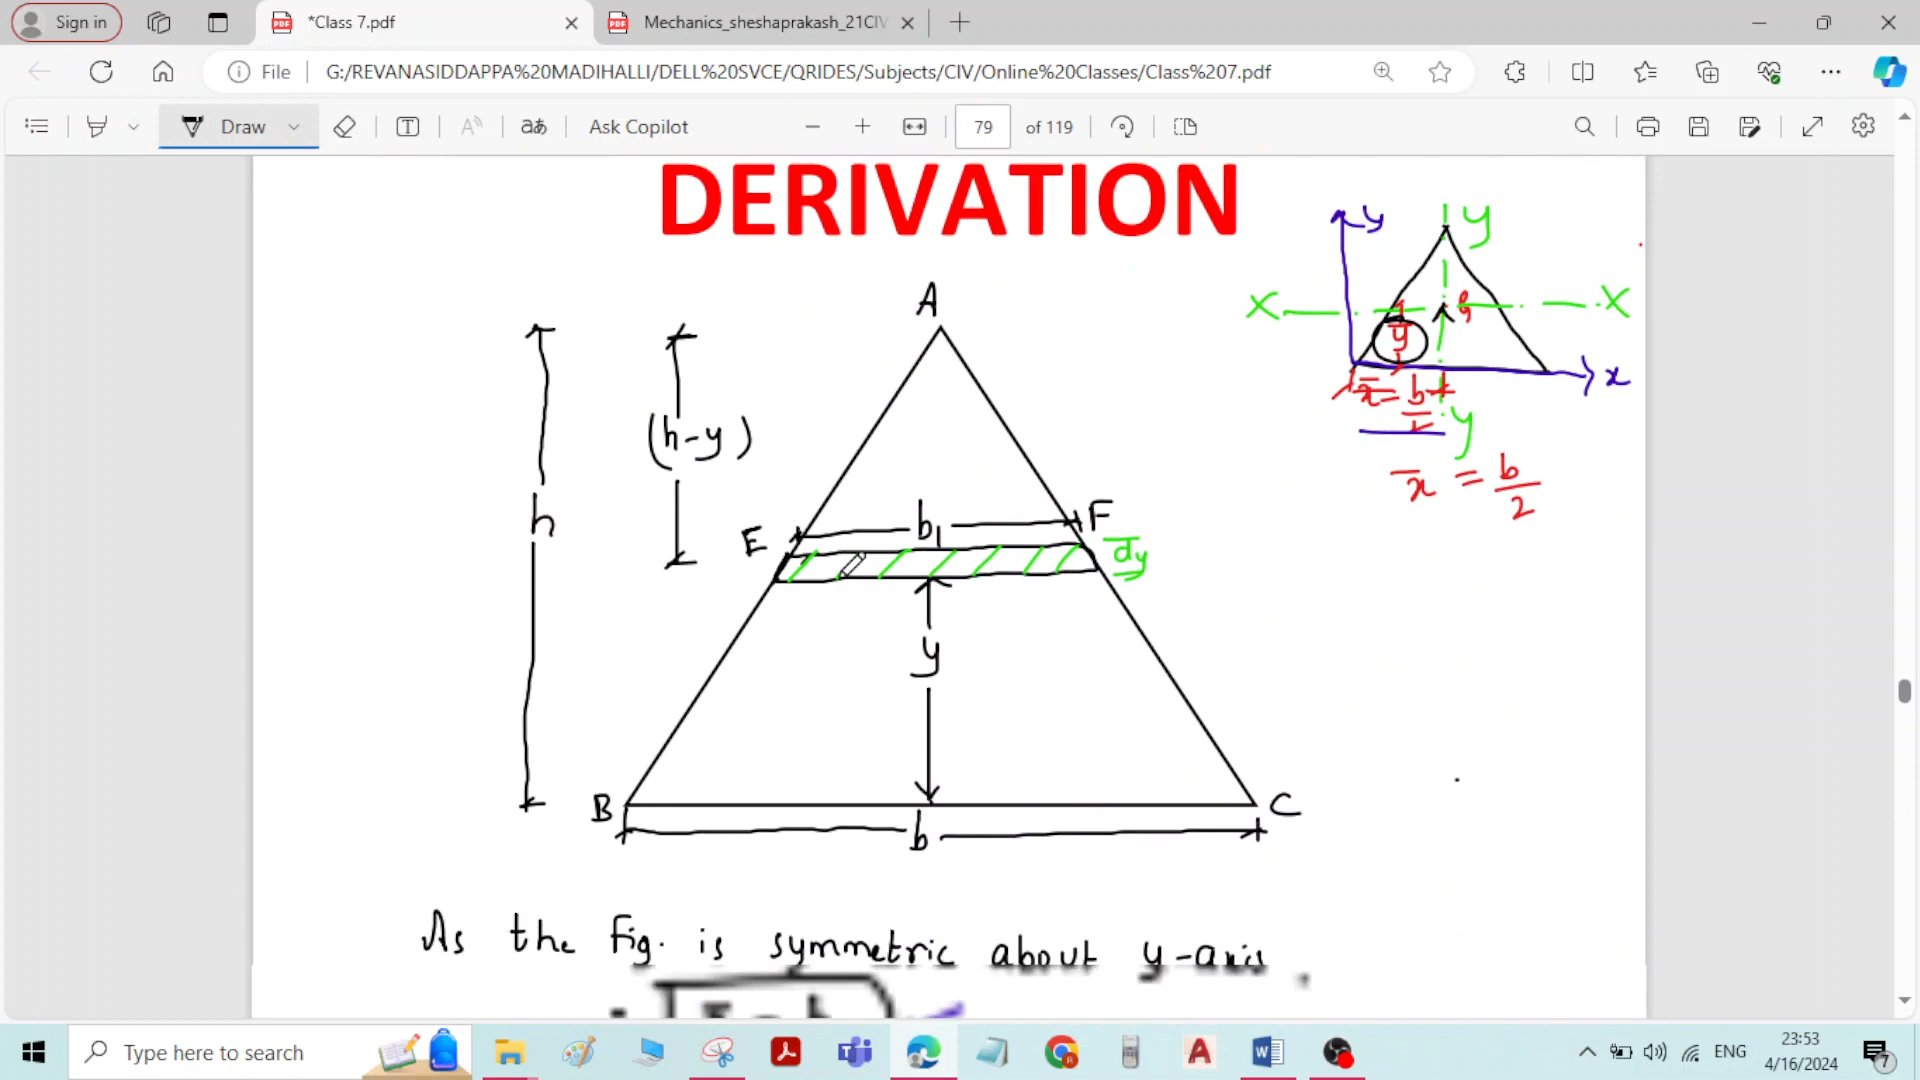 Sign in
*Class 7.pdf
Mechanics_sheshaprakash_21CIV
File
G:/REVANASIDDAPPA%20MADIHALLI/DELL%20SVCE/QRIDES/Subjects/CIV/Online%20Classes/Class%207.pdf
Draw
Ask Copilot
79 of 119
DERIVATION
y
y
X
X
G
ȳ
x
x̄ = b/2
y
x̄ = b/2
A
h
(h-y)
E
b1
F
dy
y
B
C
b
As the Fig. is symmetric about y-axis
Type here to search
ENG
23:53
4/16/2024
7